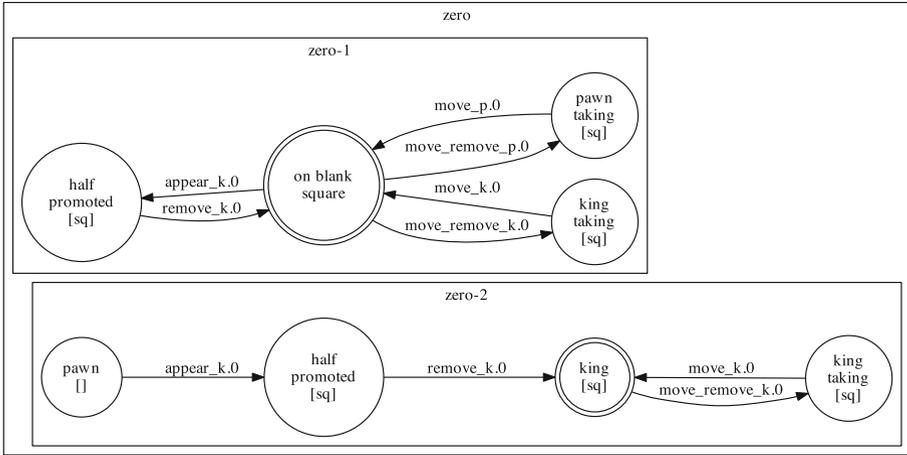 zero
zero-1
half
promoted
[sq]
appear_k.0
remove_k.0
on blank
square
move_p.0
move_remove_p.0
move_k.0
move_remove_k.0
pawn
taking
[sq]
king
taking
[sq]
zero-2
pawn
[]
appear_k.0
half
promoted
[sq]
remove_k.0
king
[sq]
move_k.0
move_remove_k.0
king
taking
[sq]